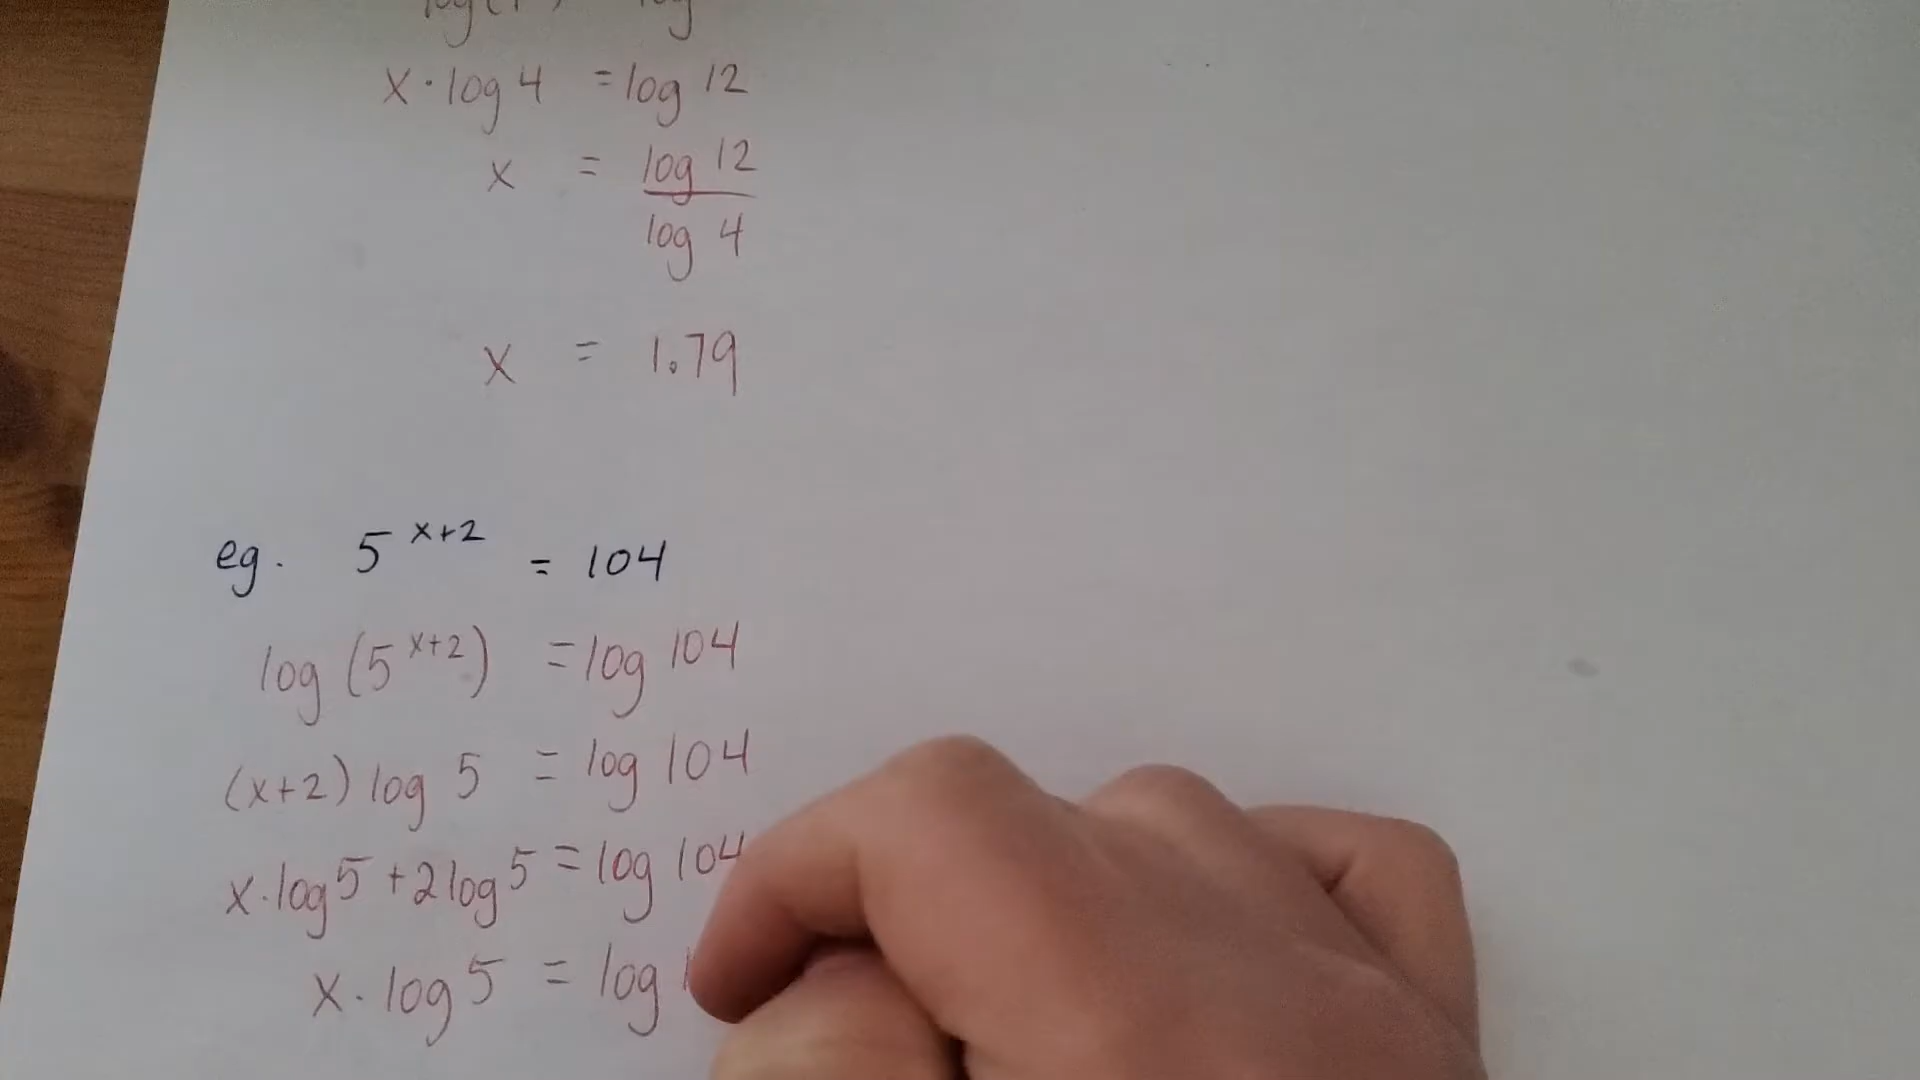 x · log 4 = log 12
x = log 12
log 4
x = 1.79
eg. 5^x+2 = 104
log (5^x+2) = log 104
(x+2) log 5 = log 104
x · log 5 + 2 log 5 = log 104
x · log 5 = log